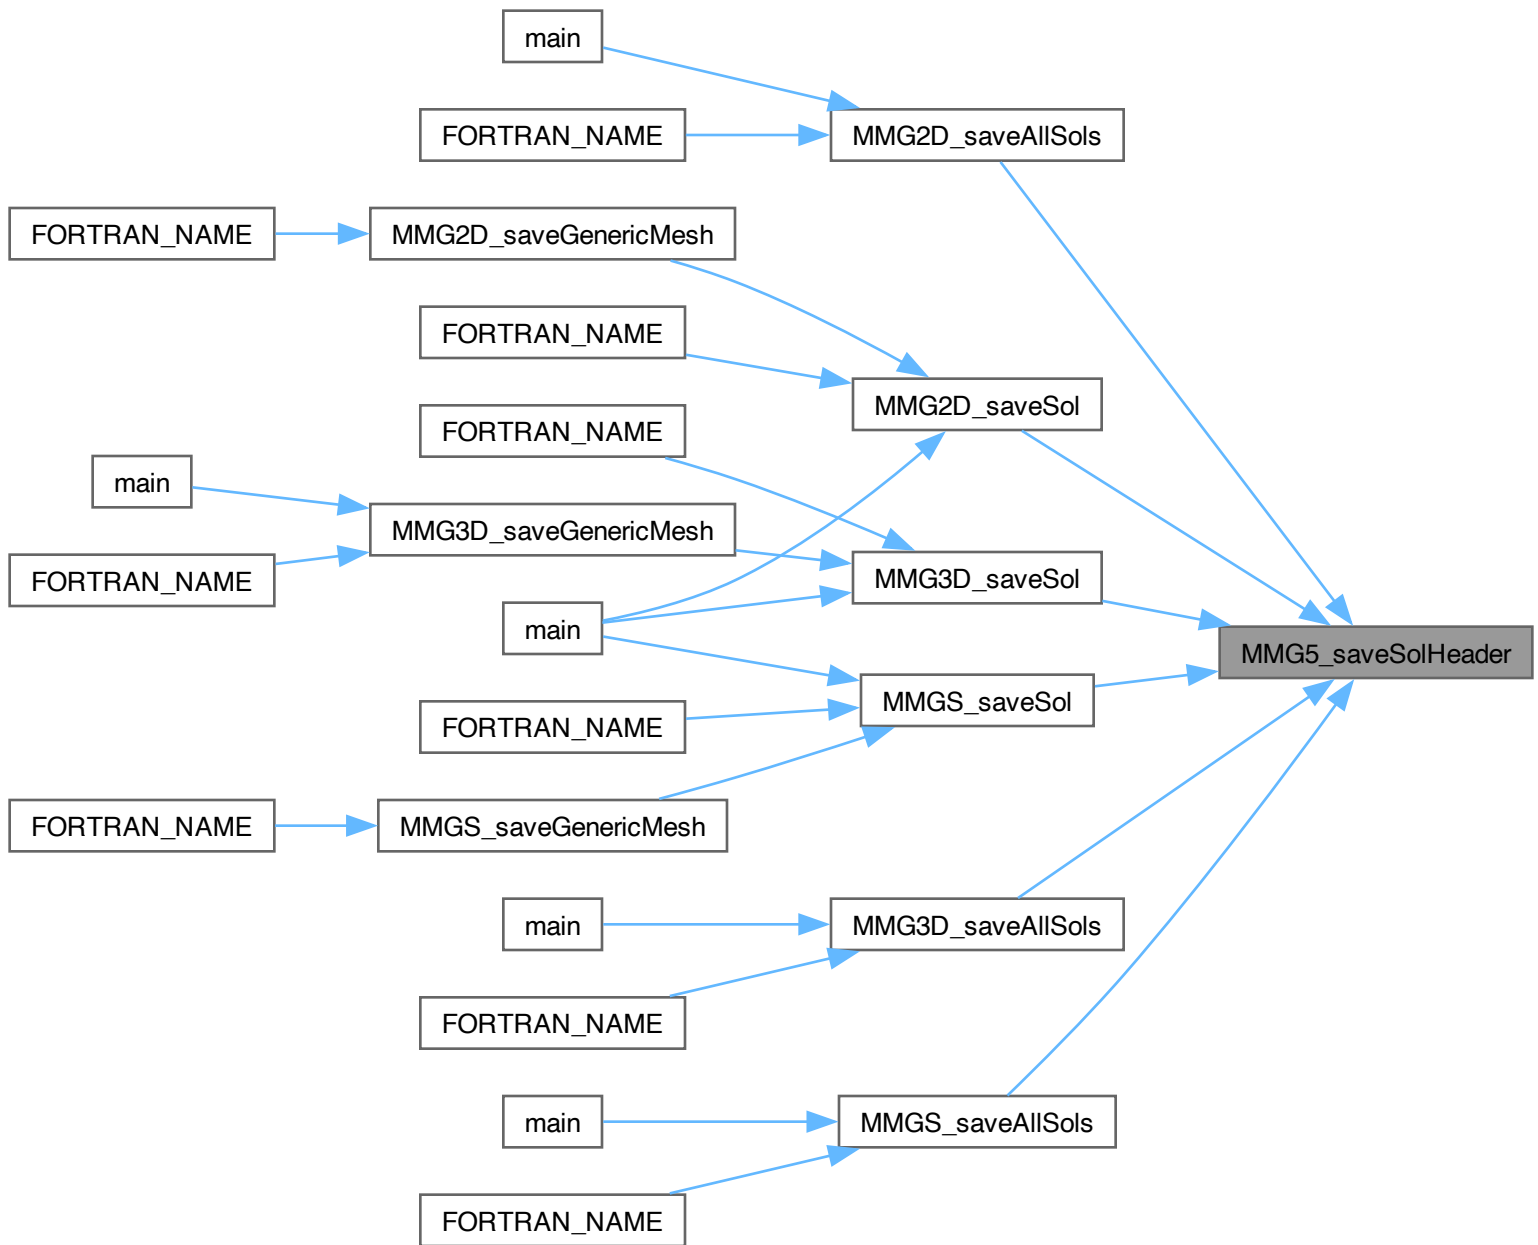 main
FORTRAN_NAME
MMG2D_saveAllSols
FORTRAN_NAME
MMG2D_saveGenericMesh
FORTRAN_NAME
MMG2D_saveSol
FORTRAN_NAME
main
MMG3D_saveGenericMesh
FORTRAN_NAME
MMG3D_saveSol
main
MMG5_saveSolHeader
MMGS_saveSol
FORTRAN_NAME
FORTRAN_NAME
MMGS_saveGenericMesh
main
MMG3D_saveAllSols
FORTRAN_NAME
main
MMGS_saveAllSols
FORTRAN_NAME